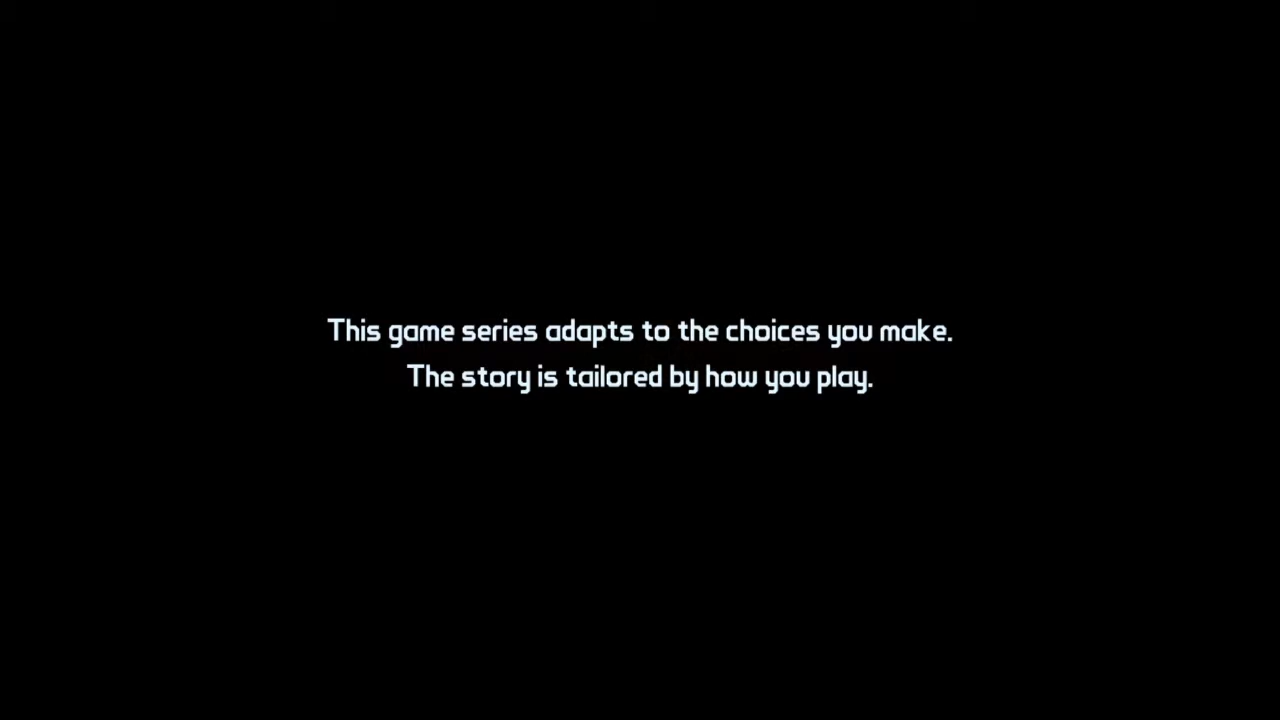 This game series adapts to the choices you make.
The story is tailored by how you play.